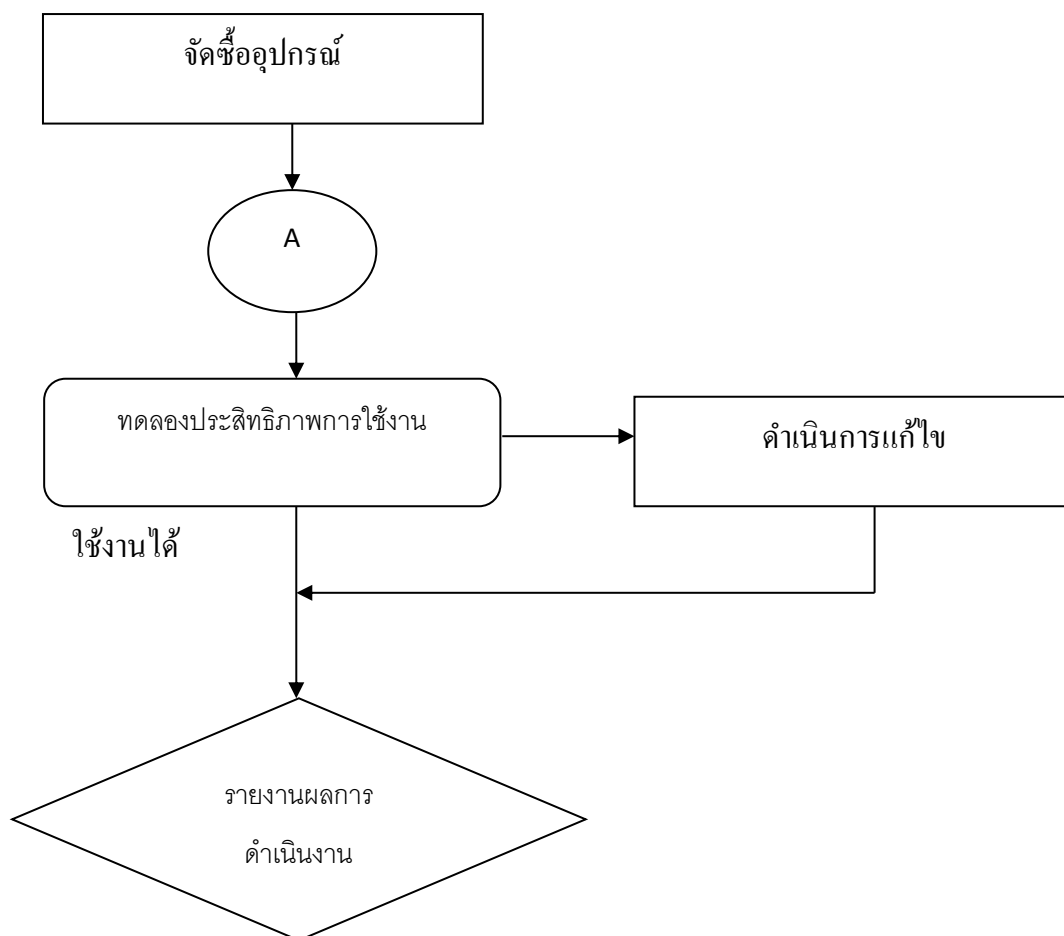 จัดซื้ออุปกรณ์
A
ทดลองประสิทธิภาพการใช้งาน
ดำเนินการแก้ไข
ใช้งานได้
รายงานผลการ
ดำเนินงาน